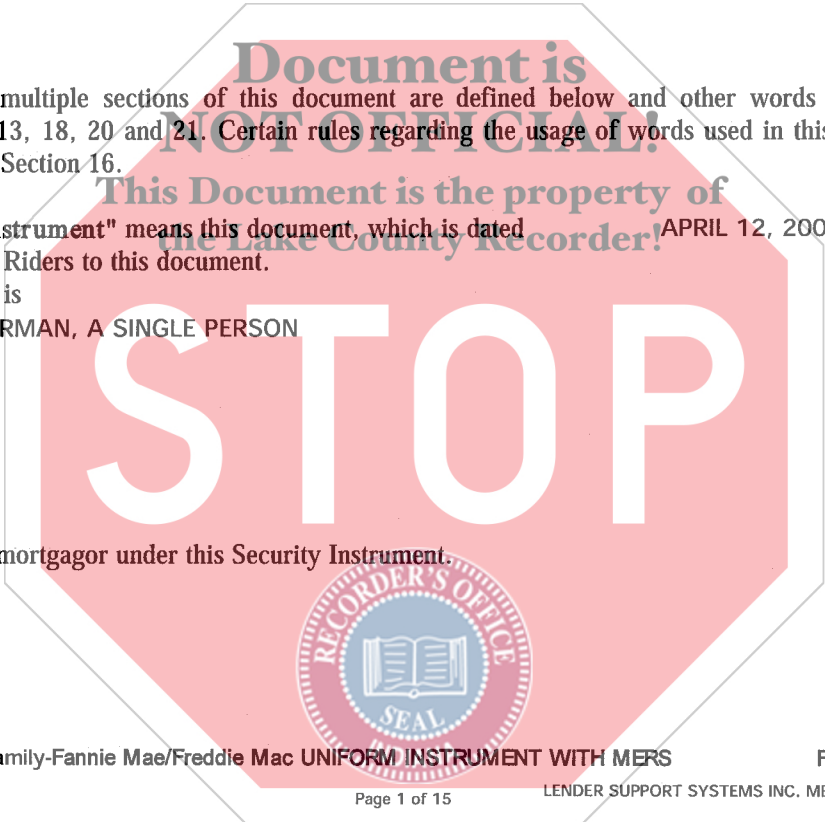 Document is
multiple sections of this document are defined below and other words
13, 18, 20 and 21. Certain rules regarding the usage of words used in this
NOT OFFICIAL!
Section 16.
This Document is the property of
strument" means this document, which is dated APRIL 12, 200
the Lake County Recorder!
Riders to this document.
is
RMAN, A SINGLE PERSON
STOP
mortgagor under this Security Instrument.
RECORDER'S OFFICE
SEAL
INDIANA
amily-Fannie Mae/Freddie Mac UNIFORM INSTRUMENT WITH MERS F
Page 1 of 15
LENDER SUPPORT SYSTEMS INC. ME